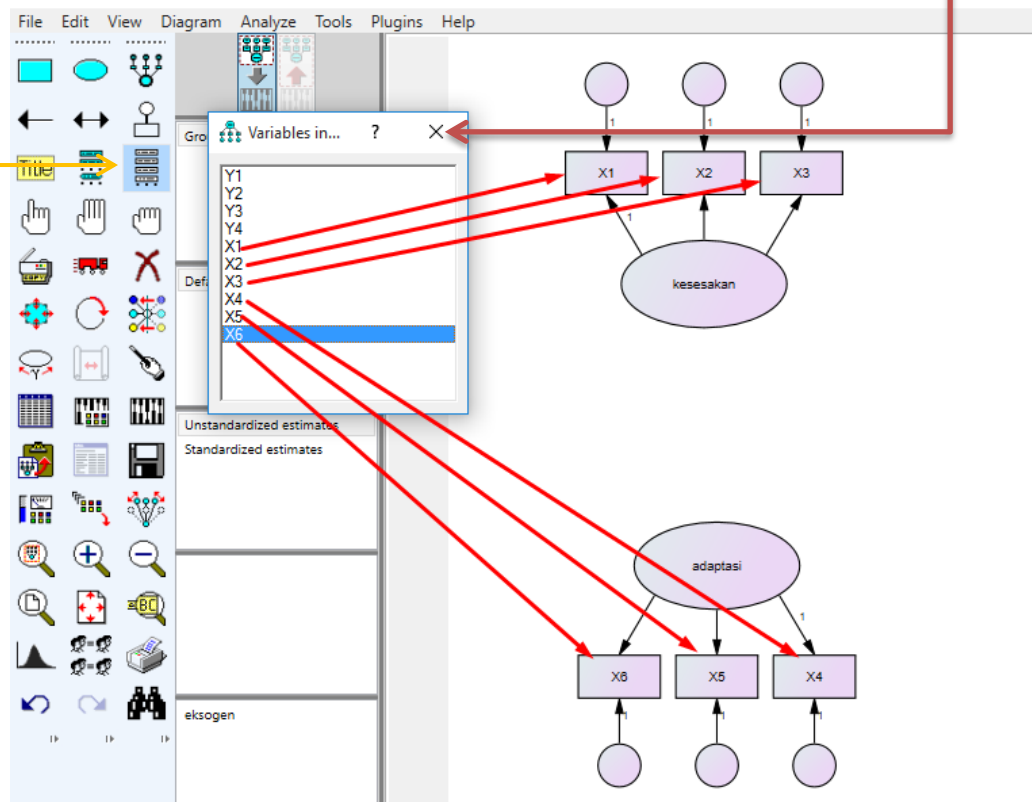 File Edit View Diagram Analyze Tools Plugins Help
Title
Gro
Variables in... ?
Y1
Y2
Y3
Y4
X1
X2
X3
X4
X5
X6
Defa
Unstandardized estimates
Standardized estimates
eksogen
1 1 1
X1 X2 X3
1
kesesakan
adaptasi
1
X6 X5 X4
1 1 1